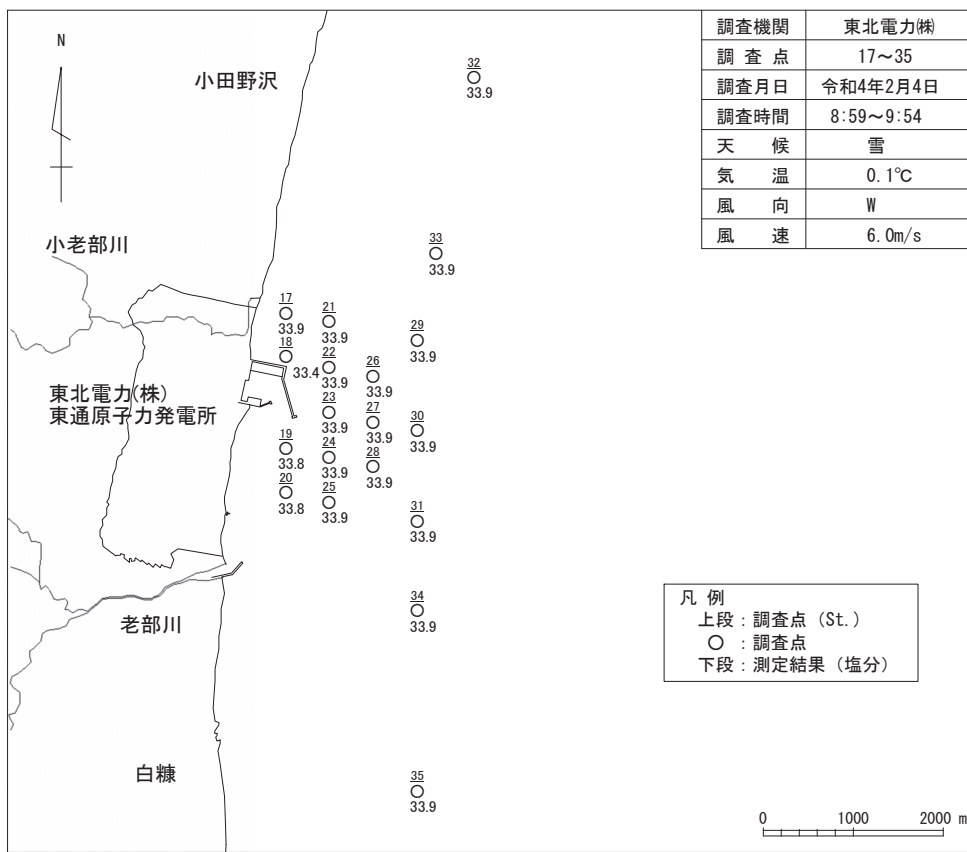 調査機関 東北電力㈱
調査点 17～35
調査月日 令和4年2月4日
調査時間 8:59～9:54
天候 雪
気温 0.1℃
風向 W
風速 6.0m/s
N
小田野沢
32
33.9
小老部川
33
33.9
17
33.9
21
33.9
18
33.4
29
33.9
22
33.9
26
33.9
東北電力(株)
東通原子力発電所
23
33.9
27
33.9
30
33.9
19
33.8
24
33.9
28
33.9
20
33.8
25
33.9
31
33.9
34
33.9
老部川
凡 例
上段：調査点（St.）
○：調査点
下段：測定結果（塩分）
白糠
35
33.9
0 1000 2000 m